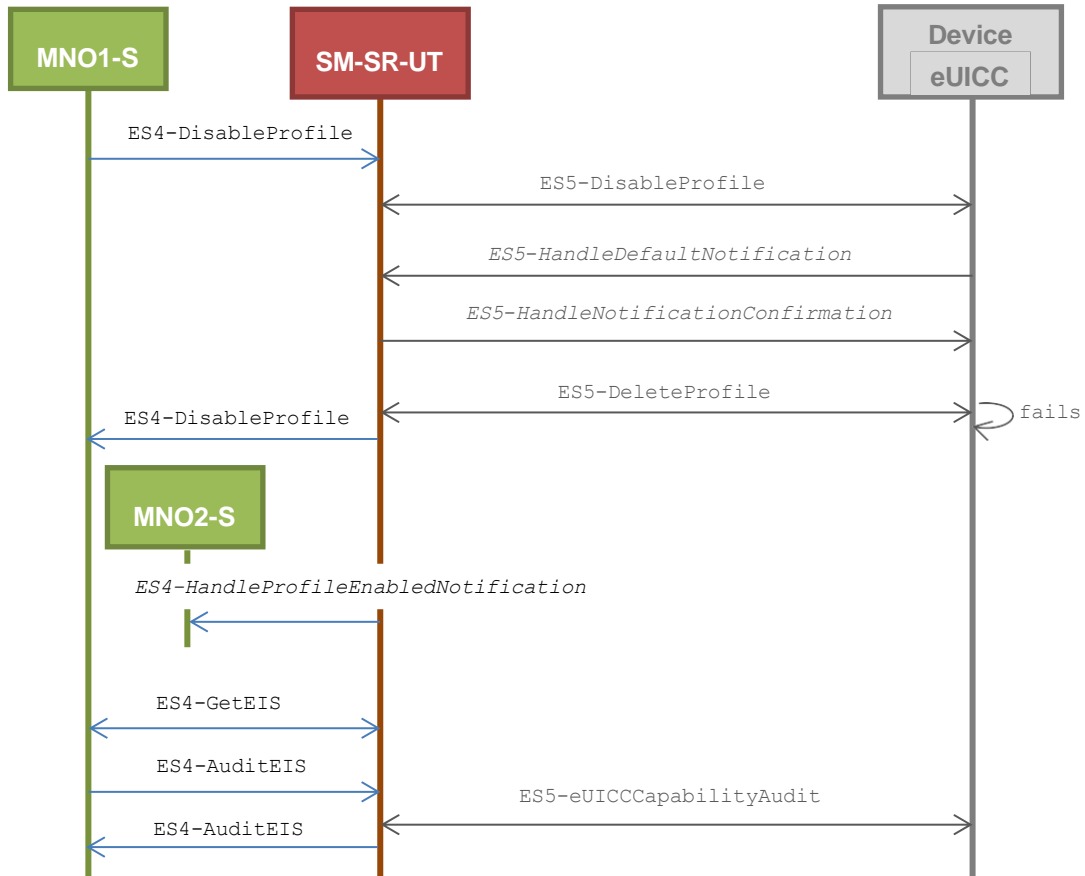 MNO1-S
SM-SR-UT
Device
eUICC
ES4-DisableProfile
ES5-DisableProfile
ES5-HandleDefaultNotification
ES5-HandleNotificationConfirmation
ES5-DeleteProfile
fails
ES4-DisableProfile
MNO2-S
ES4-HandleProfileEnabledNotification
ES4-GetEIS
ES4-AuditEIS
ES5-eUICCCapabilityAudit
ES4-AuditEIS